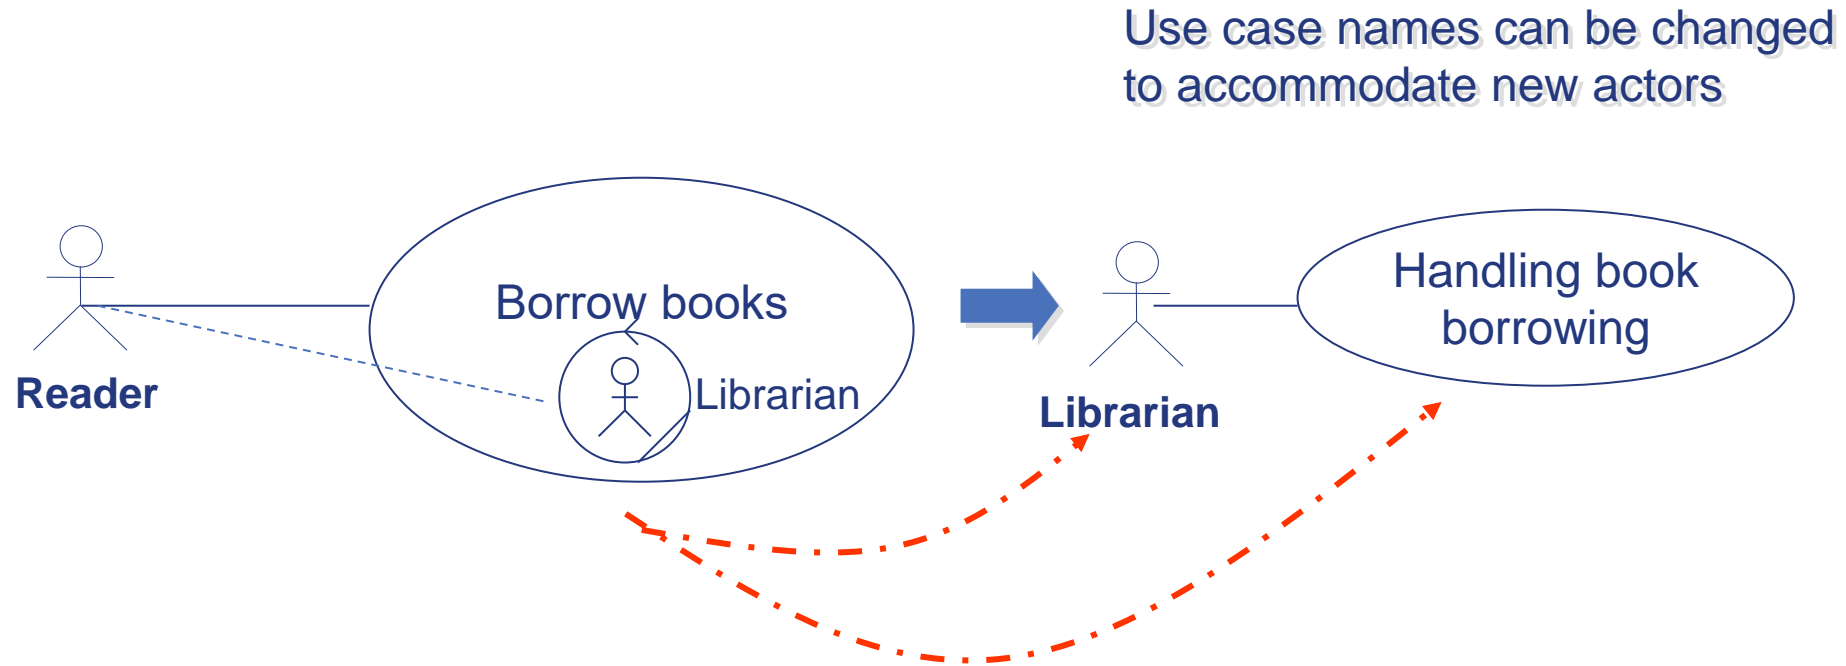 Use case names can be changed
to accommodate new actors
Reader
Borrow books
Librarian
Librarian
Handling book
borrowing